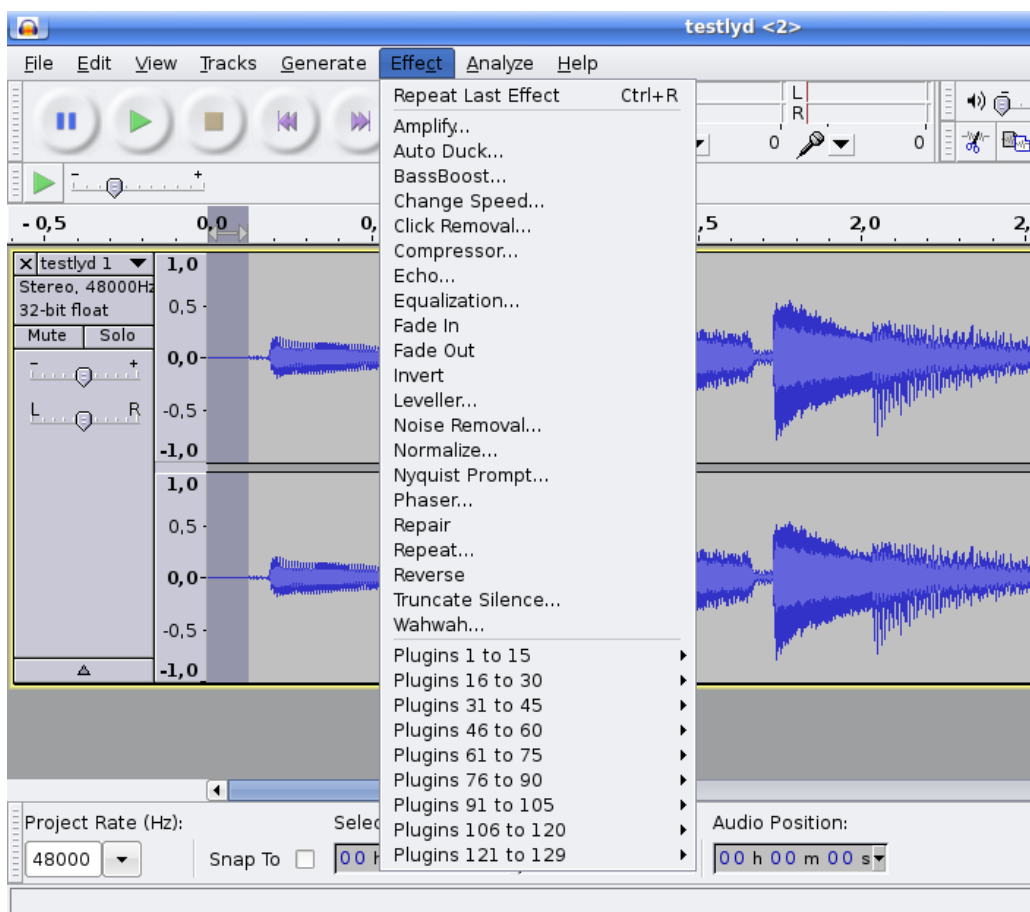 testlyd <2>
File Edit View Tracks Generate Effect Analyze Help
Repeat Last Effect Ctrl+R
Amplify...
Auto Duck...
BassBoost...
Change Speed...
Click Removal...
Compressor...
Echo...
Equalization...
Fade In
Fade Out
Invert
Leveller...
Noise Removal...
Normalize...
Nyquist Prompt...
Phaser...
Repair
Repeat...
Reverse
Truncate Silence...
Wahwah...
Plugins 1 to 15
Plugins 16 to 30
Plugins 31 to 45
Plugins 46 to 60
Plugins 61 to 75
Plugins 76 to 90
Plugins 91 to 105
Plugins 106 to 120
Plugins 121 to 129
L
R
0 0
- +
- 0,5 0,0 0, ,5 2,0 2,
X testlyd 1
Stereo, 48000Hz
32-bit float
Mute Solo
- +
L R
1,0
0,5
0,0
-0,5
-1,0
1,0
0,5
0,0
-0,5
-1,0
Project Rate (Hz):
48000
Snap To
00 h
Audio Position:
00 h 00 m 00 s